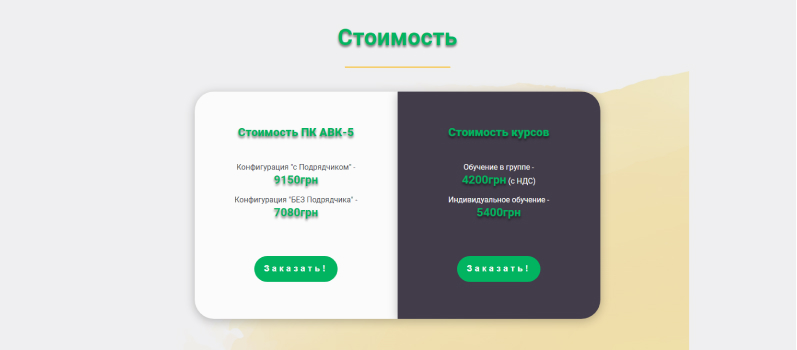 Стоимость
Стоимость ПК АВК-5
Конфигурация "с Подрядчиком" -
9150грн
Конфигурация "БЕЗ Подрядчика" -
7080грн
Заказать!
Стоимость курсов
Обучение в группе -
4200грн (с НДС)
Индивидуальное обучение -
5400грн
Заказать!